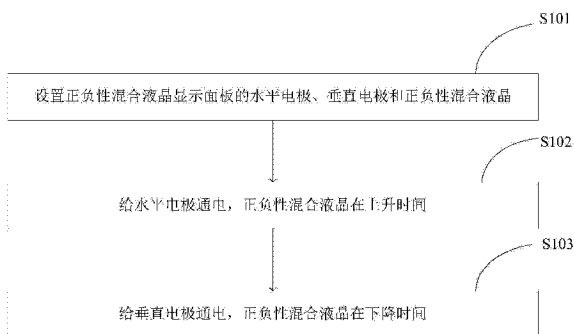 S101
设置正负性混合液晶显示面板的水平电极、垂直电极和正负性混合液晶
S102
给水平电极通电，正负性混合液晶在上升时间
S103
给垂直电极通电，正负性混合液晶在下降时间